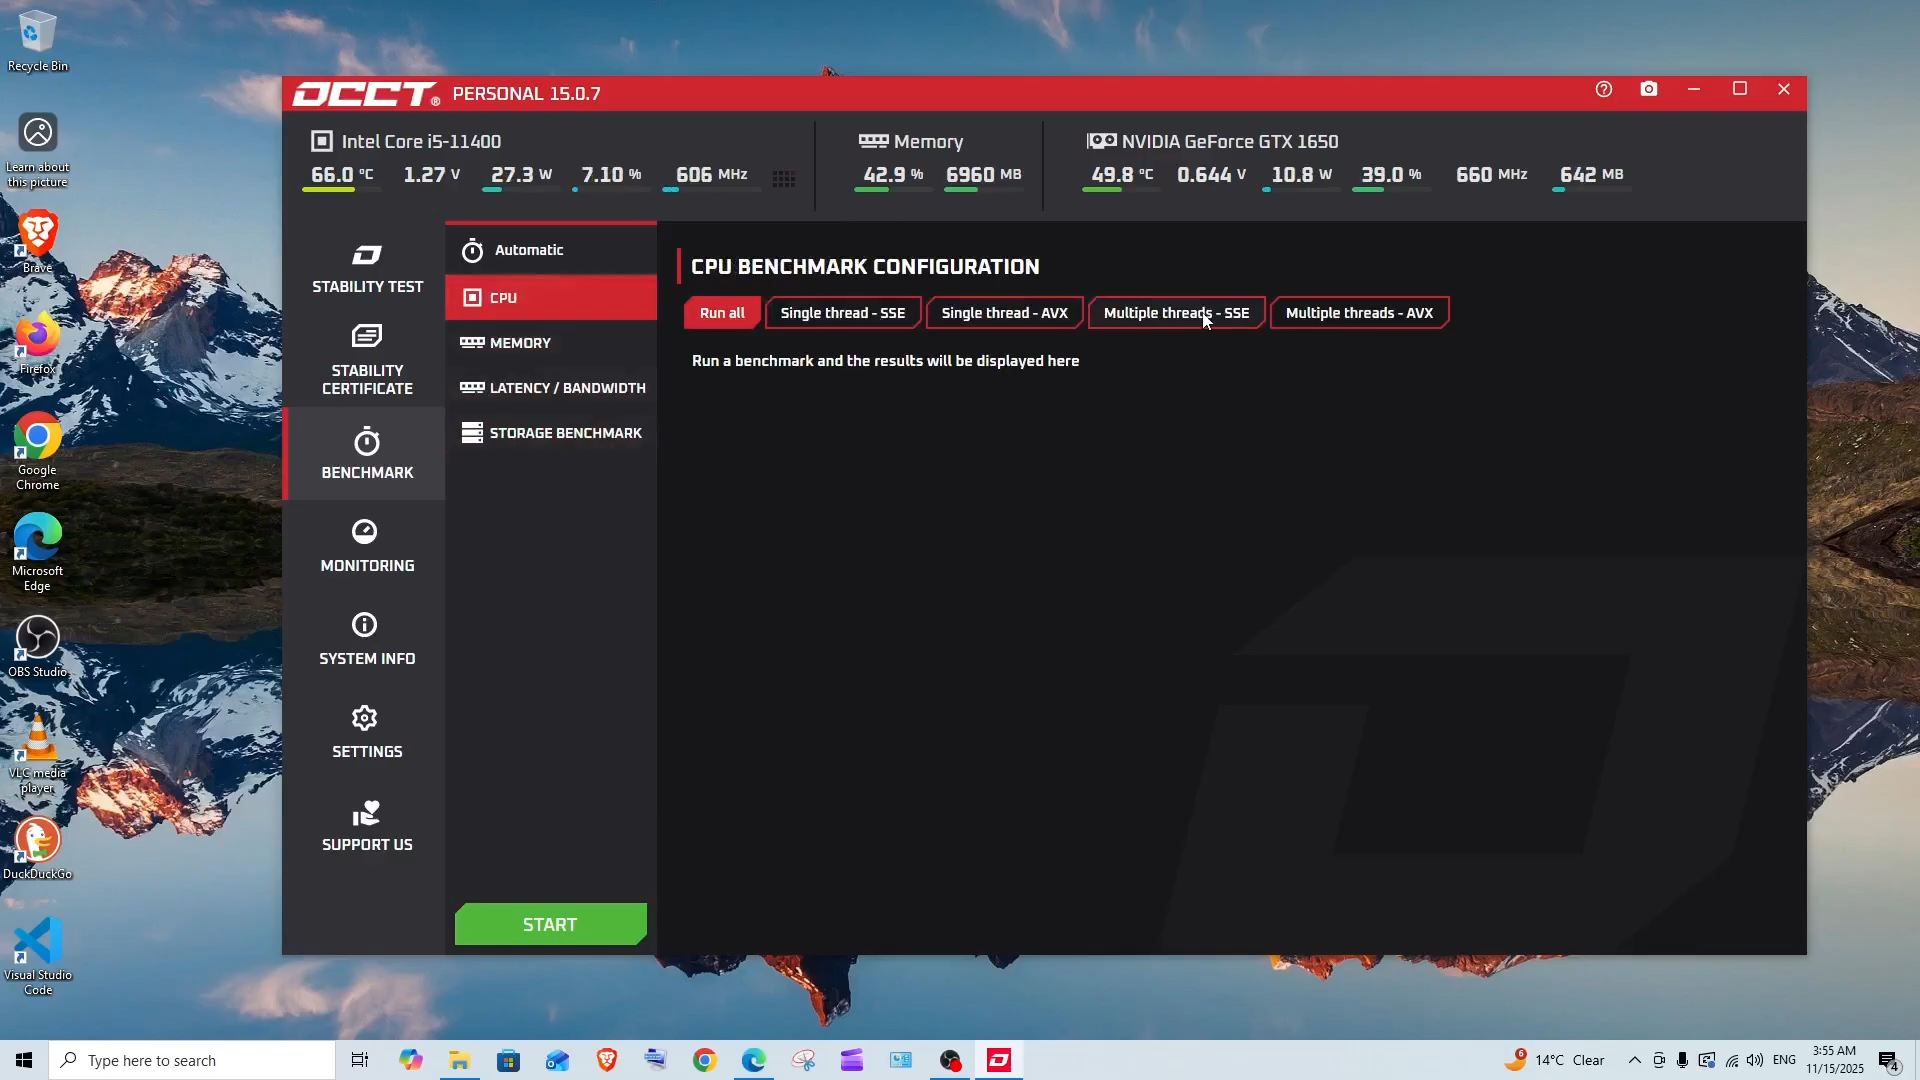 Recycle Bin
Learn about
this picture
Brave
Firefox
Google
Chrome
Microsoft
Edge
OBS Studio
VLC media
player
DuckDuckGo
Visual Studio
Code
OCCT® PERSONAL 15.0.7
Intel Core i5-11400
66.0 °C 1.27 V 27.3 W 7.10 % 606 MHz
Memory
42.9 % 6960 MB
NVIDIA GeForce GTX 1650
49.8 °C 0.644 V 10.8 W 39.0 % 660 MHz 642 MB
STABILITY TEST
STABILITY
CERTIFICATE
BENCHMARK
MONITORING
SYSTEM INFO
SETTINGS
SUPPORT US
Automatic
CPU
MEMORY
LATENCY / BANDWIDTH
STORAGE BENCHMARK
START
CPU BENCHMARK CONFIGURATION
Run all Single thread - SSE Single thread - AVX Multiple threads - SSE Multiple threads - AVX
Run a benchmark and the results will be displayed here
Type here to search
6
14°C Clear
ENG
3:55 AM
11/15/2025
4